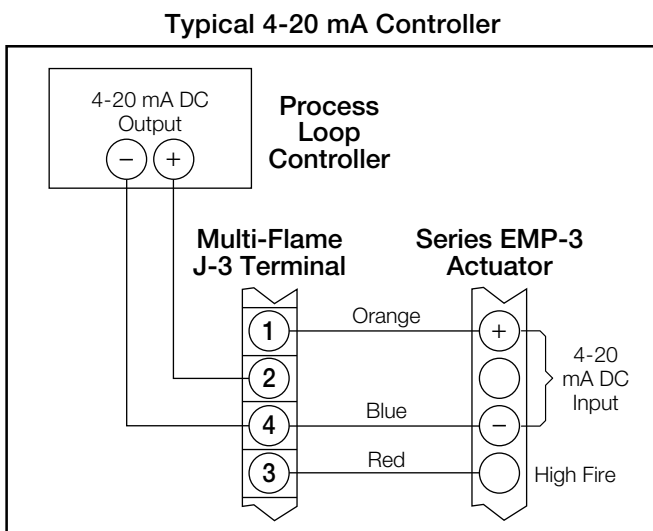 Typical 4-20 mA Controller
4-20 mA DC
Output
− +
Process
Loop
Controller
Multi-Flame
J-3 Terminal
Series EMP-3
Actuator
1
Orange
+
2
4-20
mA DC
Input
4
Blue
−
3
Red
High Fire